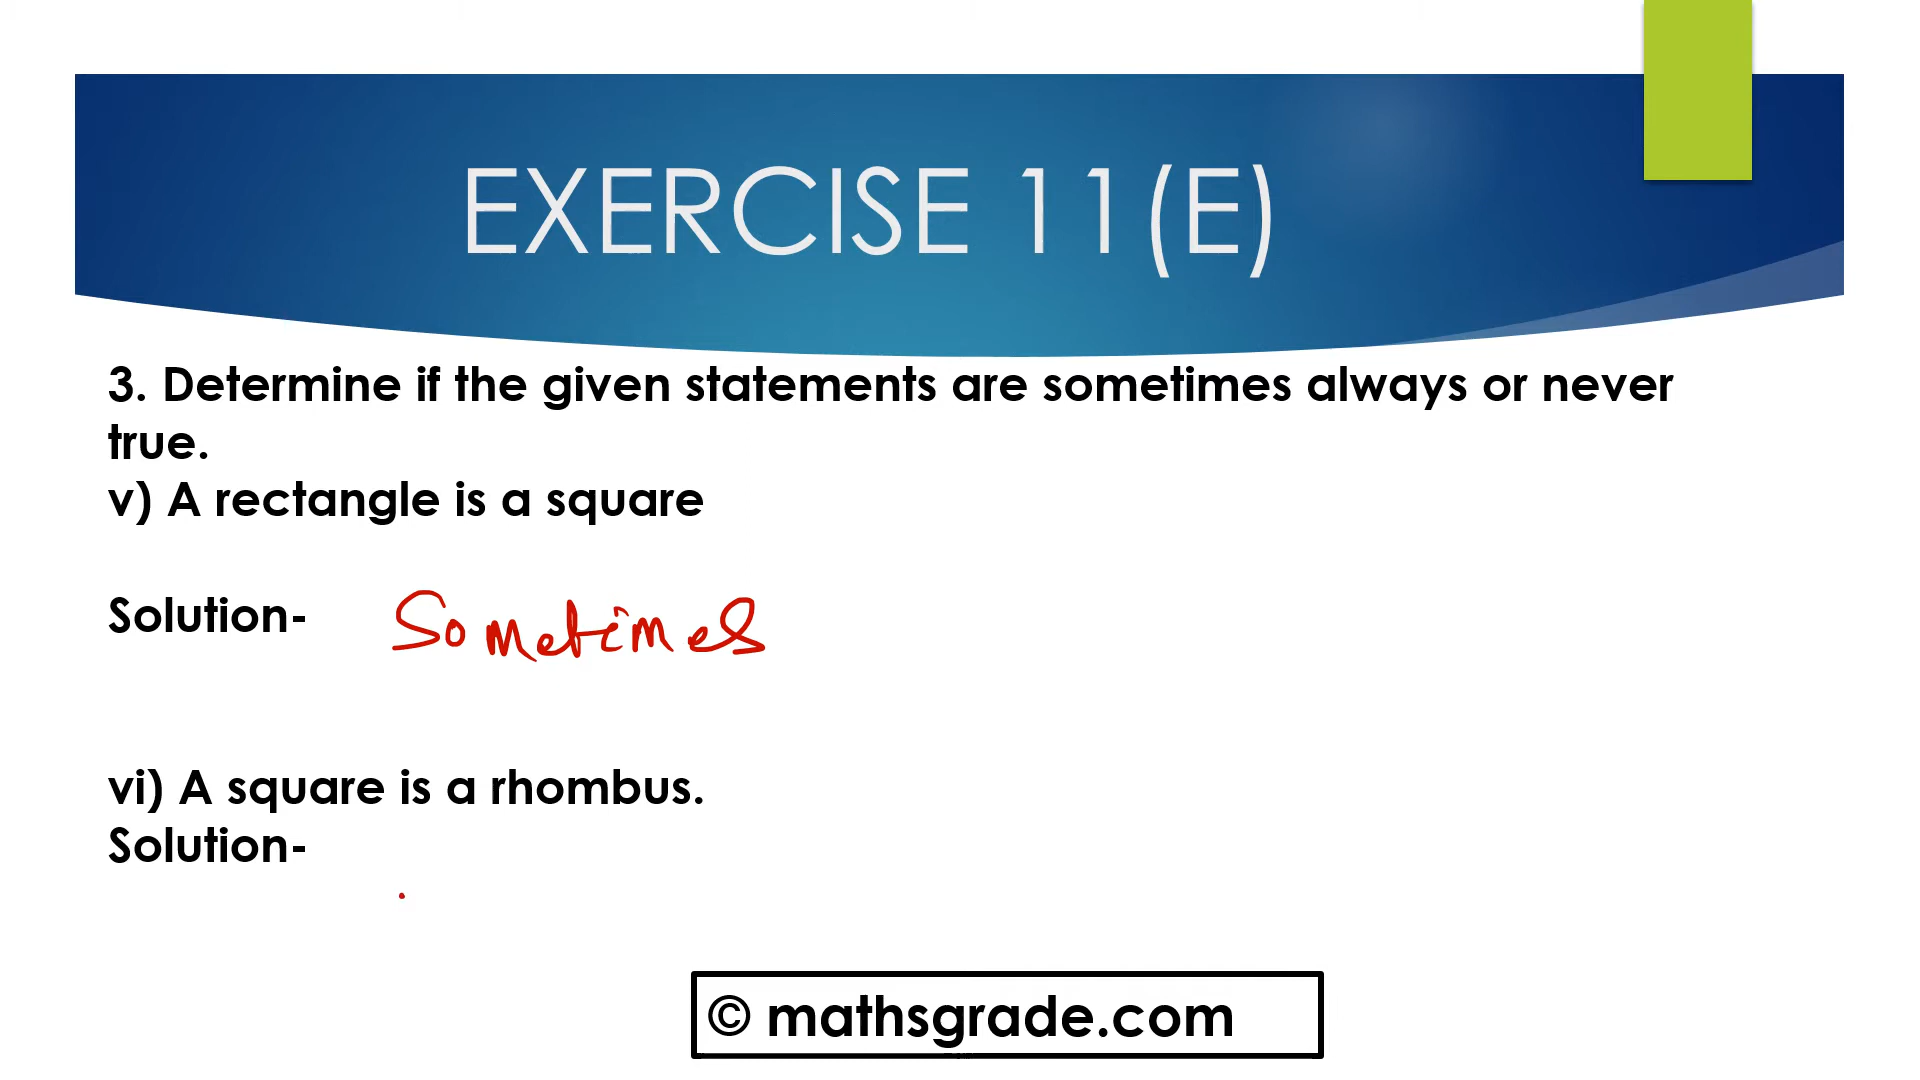 EXERCISE 11(E)
3. Determine if the given statements are sometimes always or never
true.
v) A rectangle is a square
Solution- Sometimes
vi) A square is a rhombus.
Solution-
© mathsgrade.com